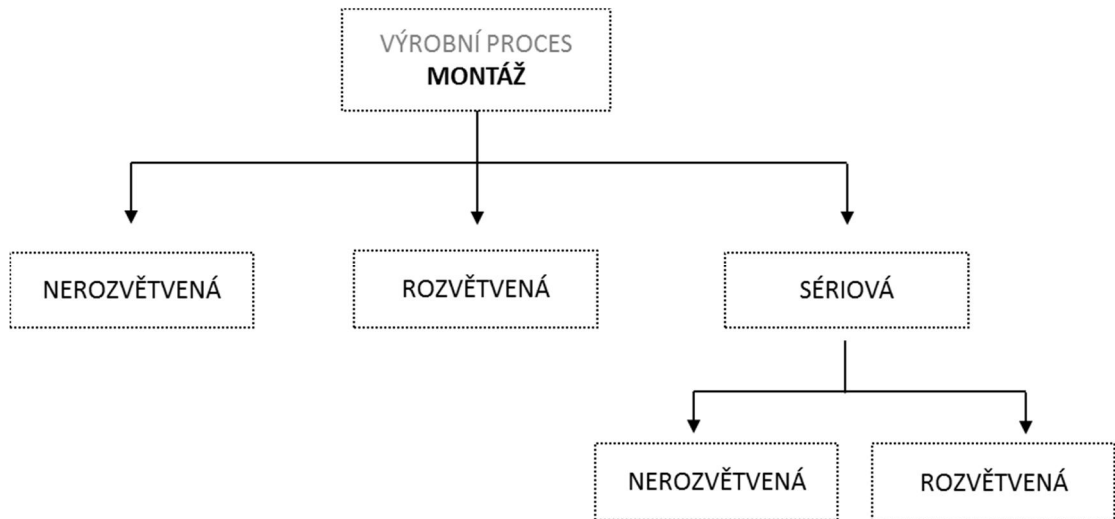 VÝROBNÍ PROCES
MONTÁŽ
NEROZVĚTVENÁ
ROZVĚTVENÁ
SÉRIOVÁ
NEROZVĚTVENÁ
ROZVĚTVENÁ